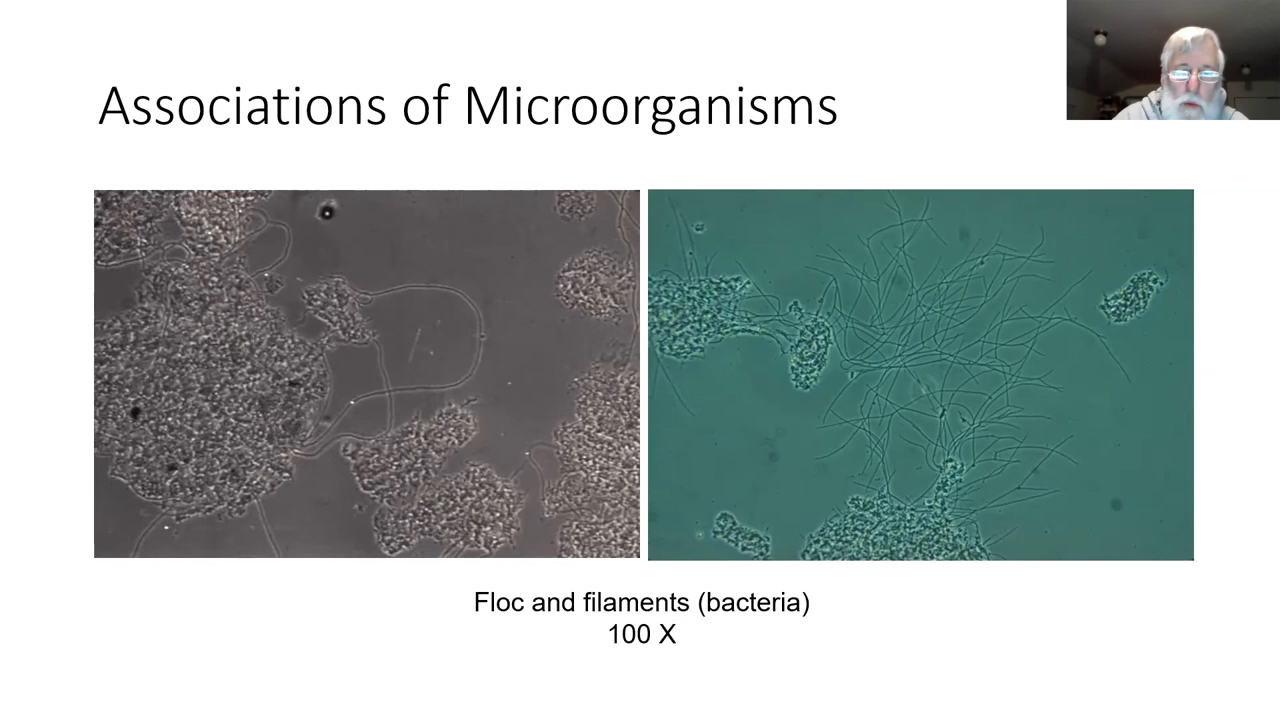 Associations of Microorganisms
Floc and filaments (bacteria)
100 X